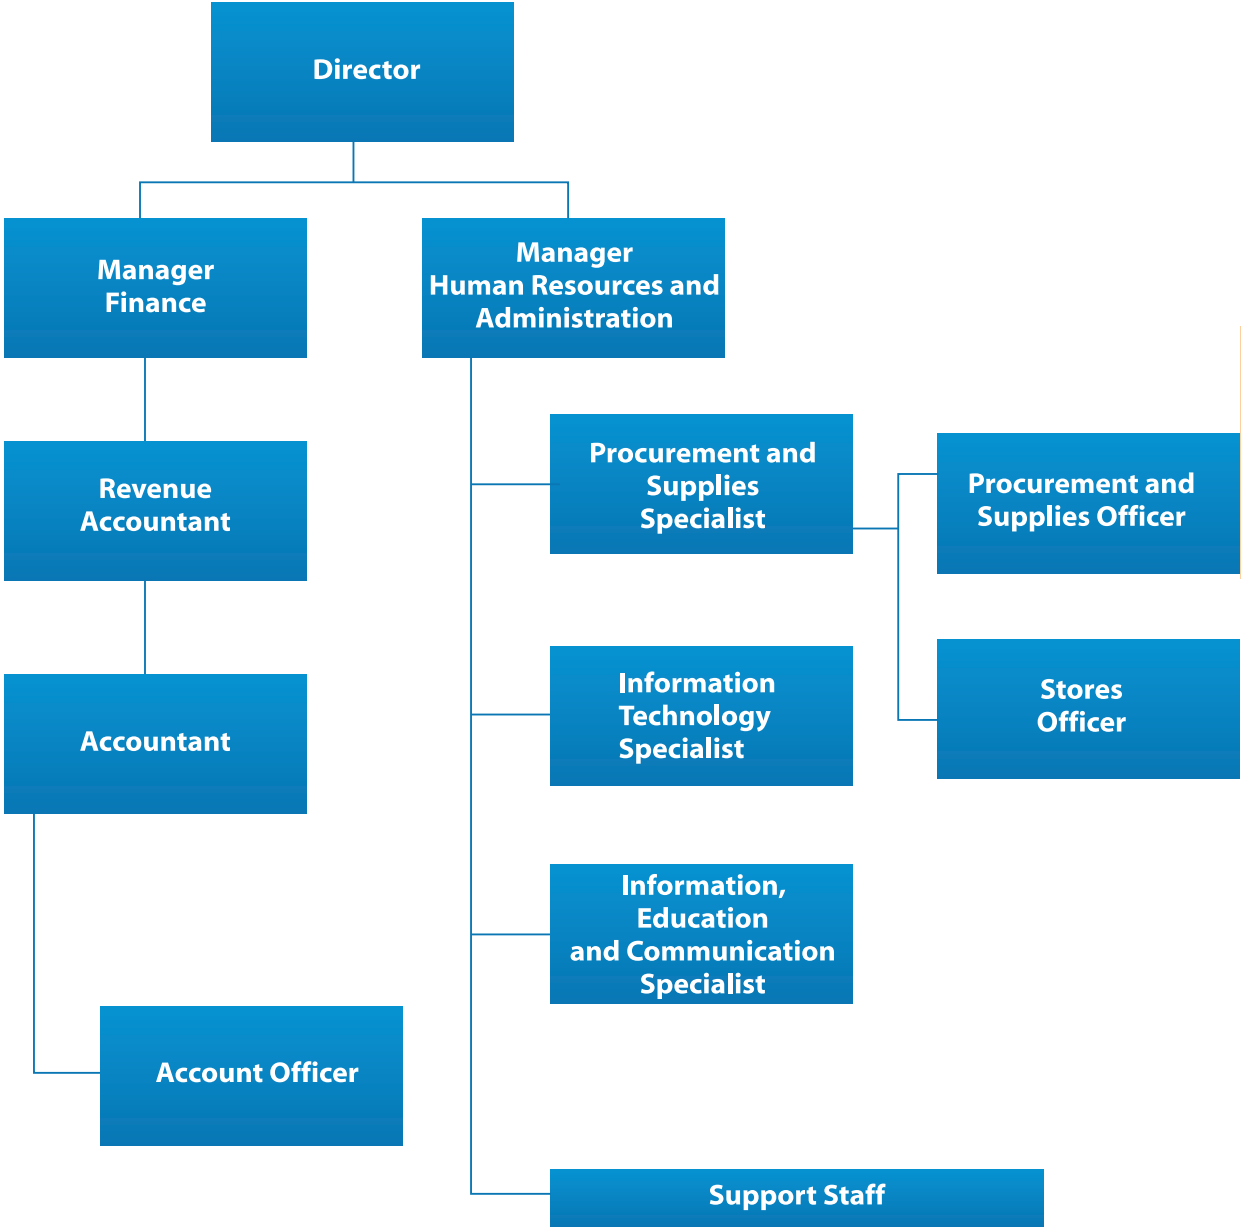 Director
Manager
Finance
Manager
Human Resources and
Administration
Revenue
Accountant
Procurement and
Supplies
Specialist
Procurement and
Supplies Officer
Accountant
Information
Technology
Specialist
Stores
Officer
Information,
Education
and Communication
Specialist
Account Officer
Support Staff